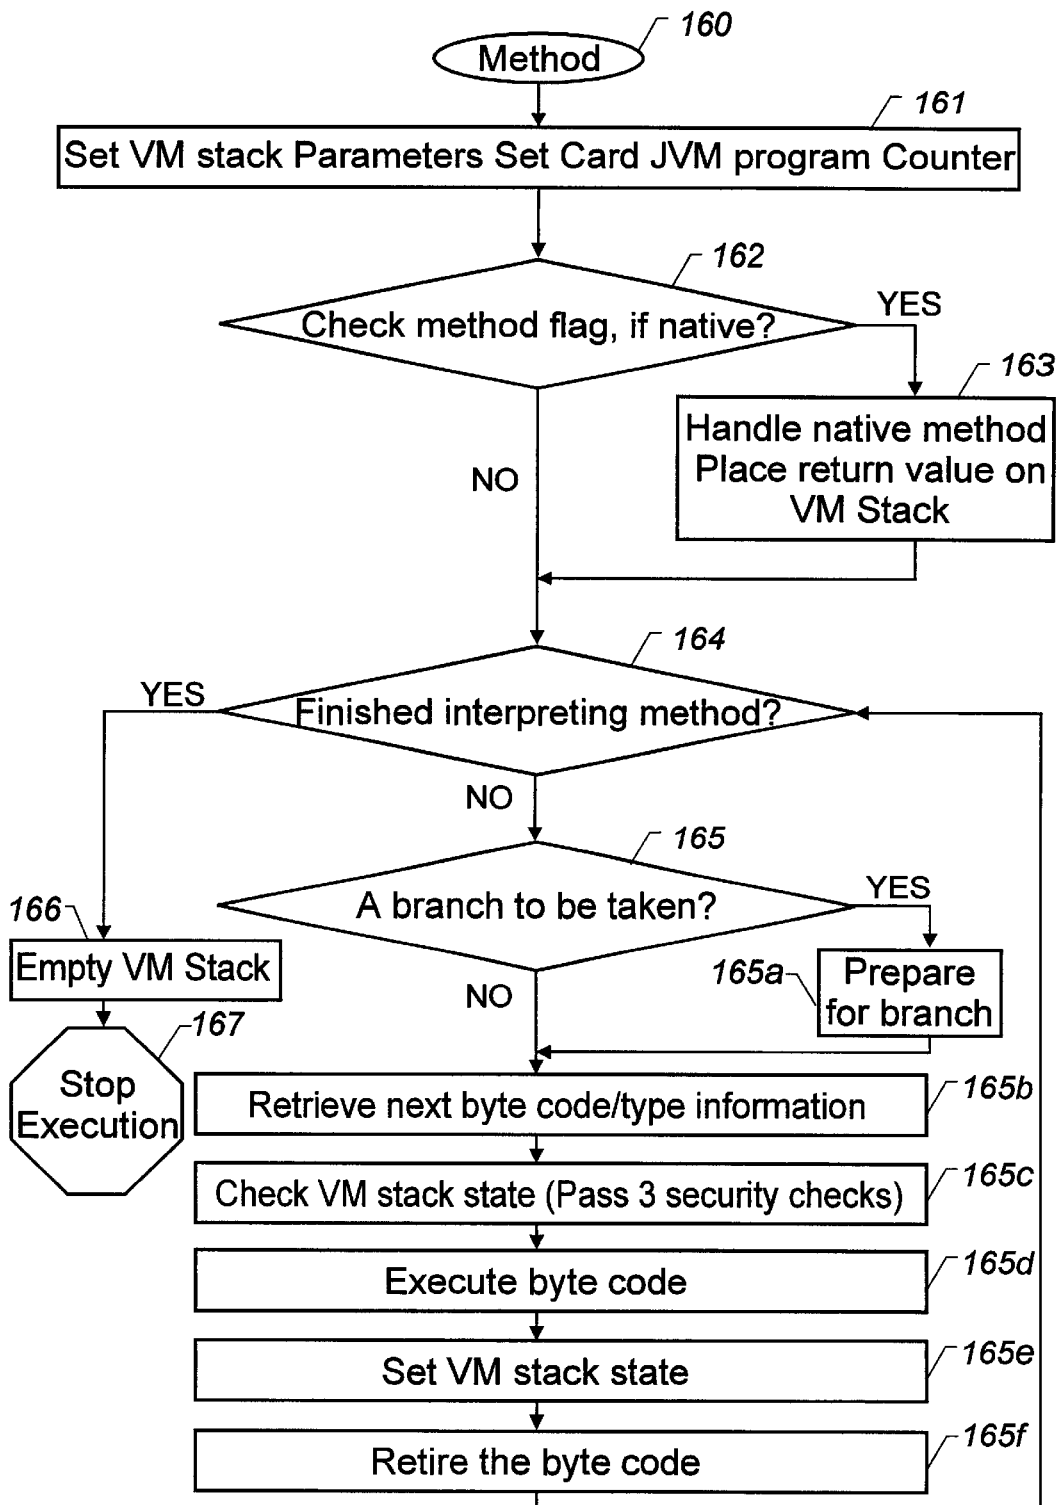 160
Method
161
Set VM stack Parameters Set Card JVM program Counter
162
Check method flag, if native?
YES
163
Handle native method
Place return value on
VM Stack
NO
164
YES
Finished interpreting method?
NO
165
A branch to be taken?
YES
166
Empty VM Stack
165a
Prepare
for branch
NO
167
Stop
Execution
Retrieve next byte code/type information
165b
Check VM stack state (Pass 3 security checks)
165c
Execute byte code
165d
Set VM stack state
165e
Retire the byte code
165f